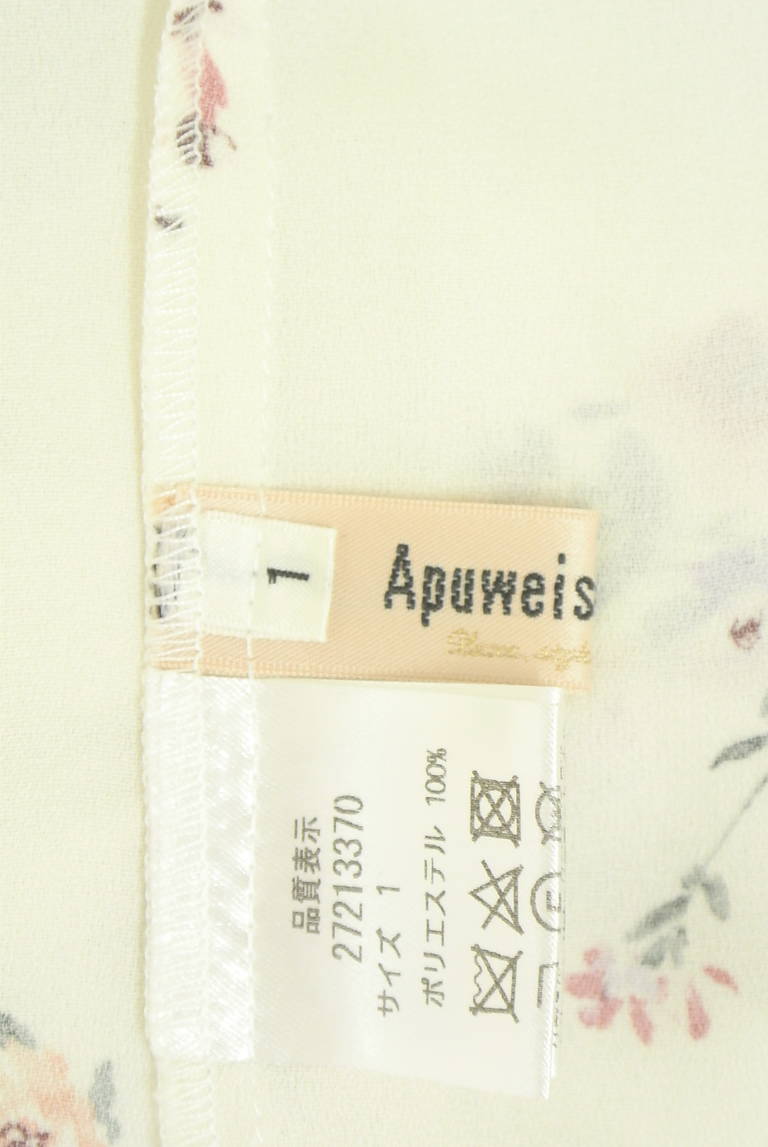 1
Apuweis
品質表示
27213370
サイズ 1
ポリエステル 100%